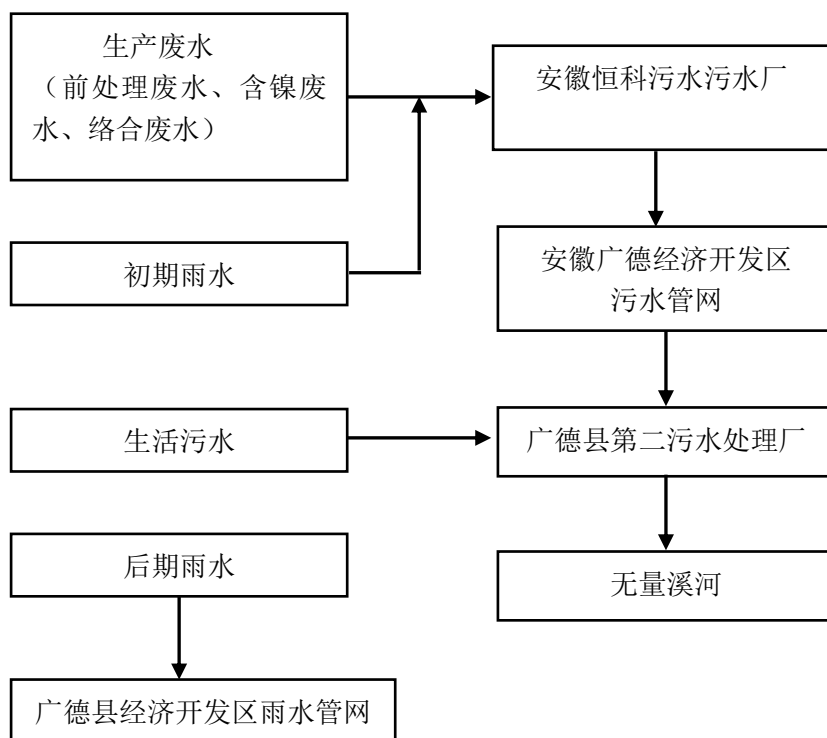 生产废水
（前处理废水、含镍废
水、络合废水）
安徽恒科污水污水厂
初期雨水
安徽广德经济开发区
污水管网
生活污水
广德县第二污水处理厂
后期雨水
无量溪河
广德县经济开发区雨水管网